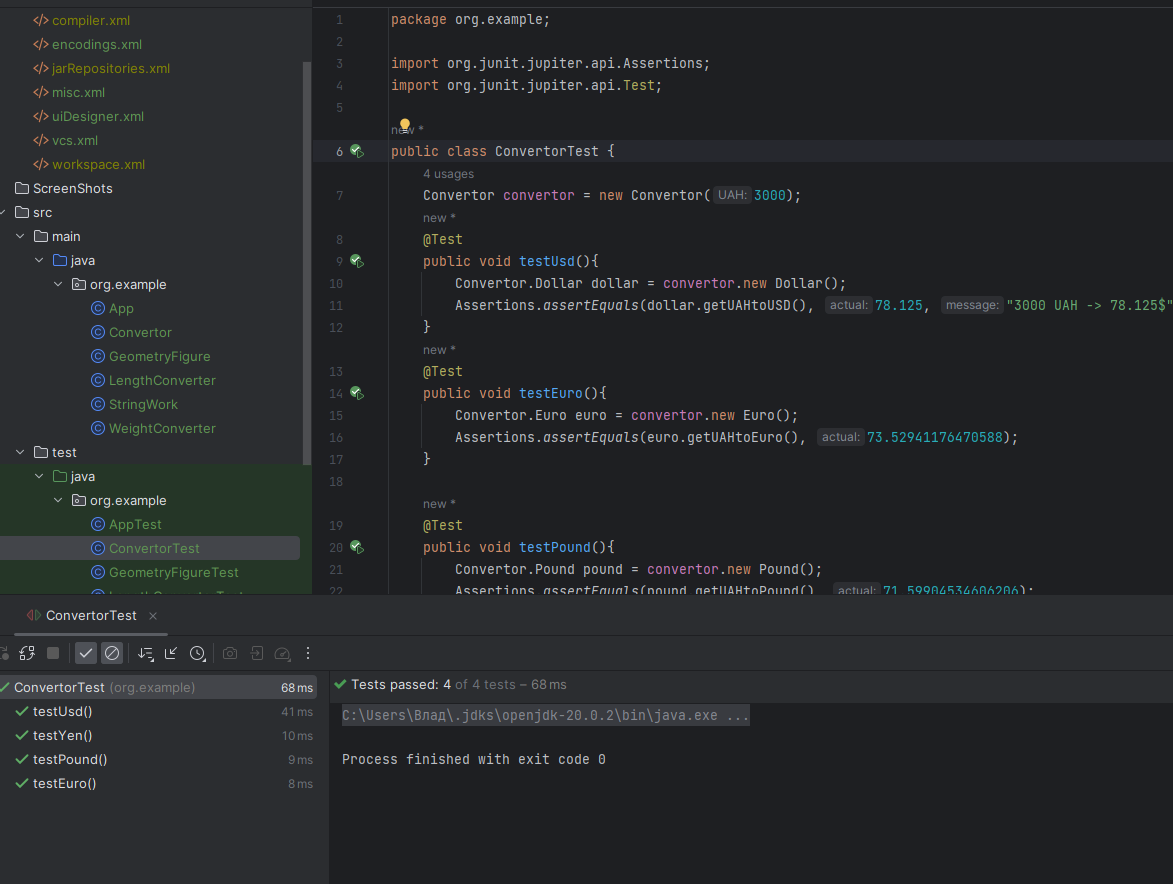 compiler.xml
encodings.xml
jarRepositories.xml
misc.xml
uiDesigner.xml
vcs.xml
workspace.xml
ScreenShots
src
main
java
org.example
App
Convertor
GeometryFigure
LengthConverter
StringWork
WeightConverter
test
java
org.example
AppTest
ConvertorTest
GeometryFigureTest
1 package org.example;
2
3 import org.junit.jupiter.api.Assertions;
4 import org.junit.jupiter.api.Test;
5
new *
6 public class ConvertorTest {
4 usages
7 Convertor convertor = new Convertor( UAH: 3000);
new *
8 @Test
9 public void testUsd(){
10 Convertor.Dollar dollar = convertor.new Dollar();
11 Assertions.assertEquals(dollar.getUAHtoUSD(), actual: 78.125, message: "3000 UAH -> 78.125$"
12 }
new *
13 @Test
14 public void testEuro(){
15 Convertor.Euro euro = convertor.new Euro();
16 Assertions.assertEquals(euro.getUAHtoEuro(), actual: 73.52941176470588);
17 }
18
new *
19 @Test
20 public void testPound(){
21 Convertor.Pound pound = convertor.new Pound();
22 Assertions.assertEquals(pound.getUAHtoPound(), actual: 71.59904534606206);
ConvertorTest
ConvertorTest (org.example) 68 ms
testUsd() 41 ms
testYen() 10 ms
testPound() 9 ms
testEuro() 8 ms
Tests passed: 4 of 4 tests – 68 ms
C:\Users\Влад\.jdks\openjdk-20.0.2\bin\java.exe ...
Process finished with exit code 0